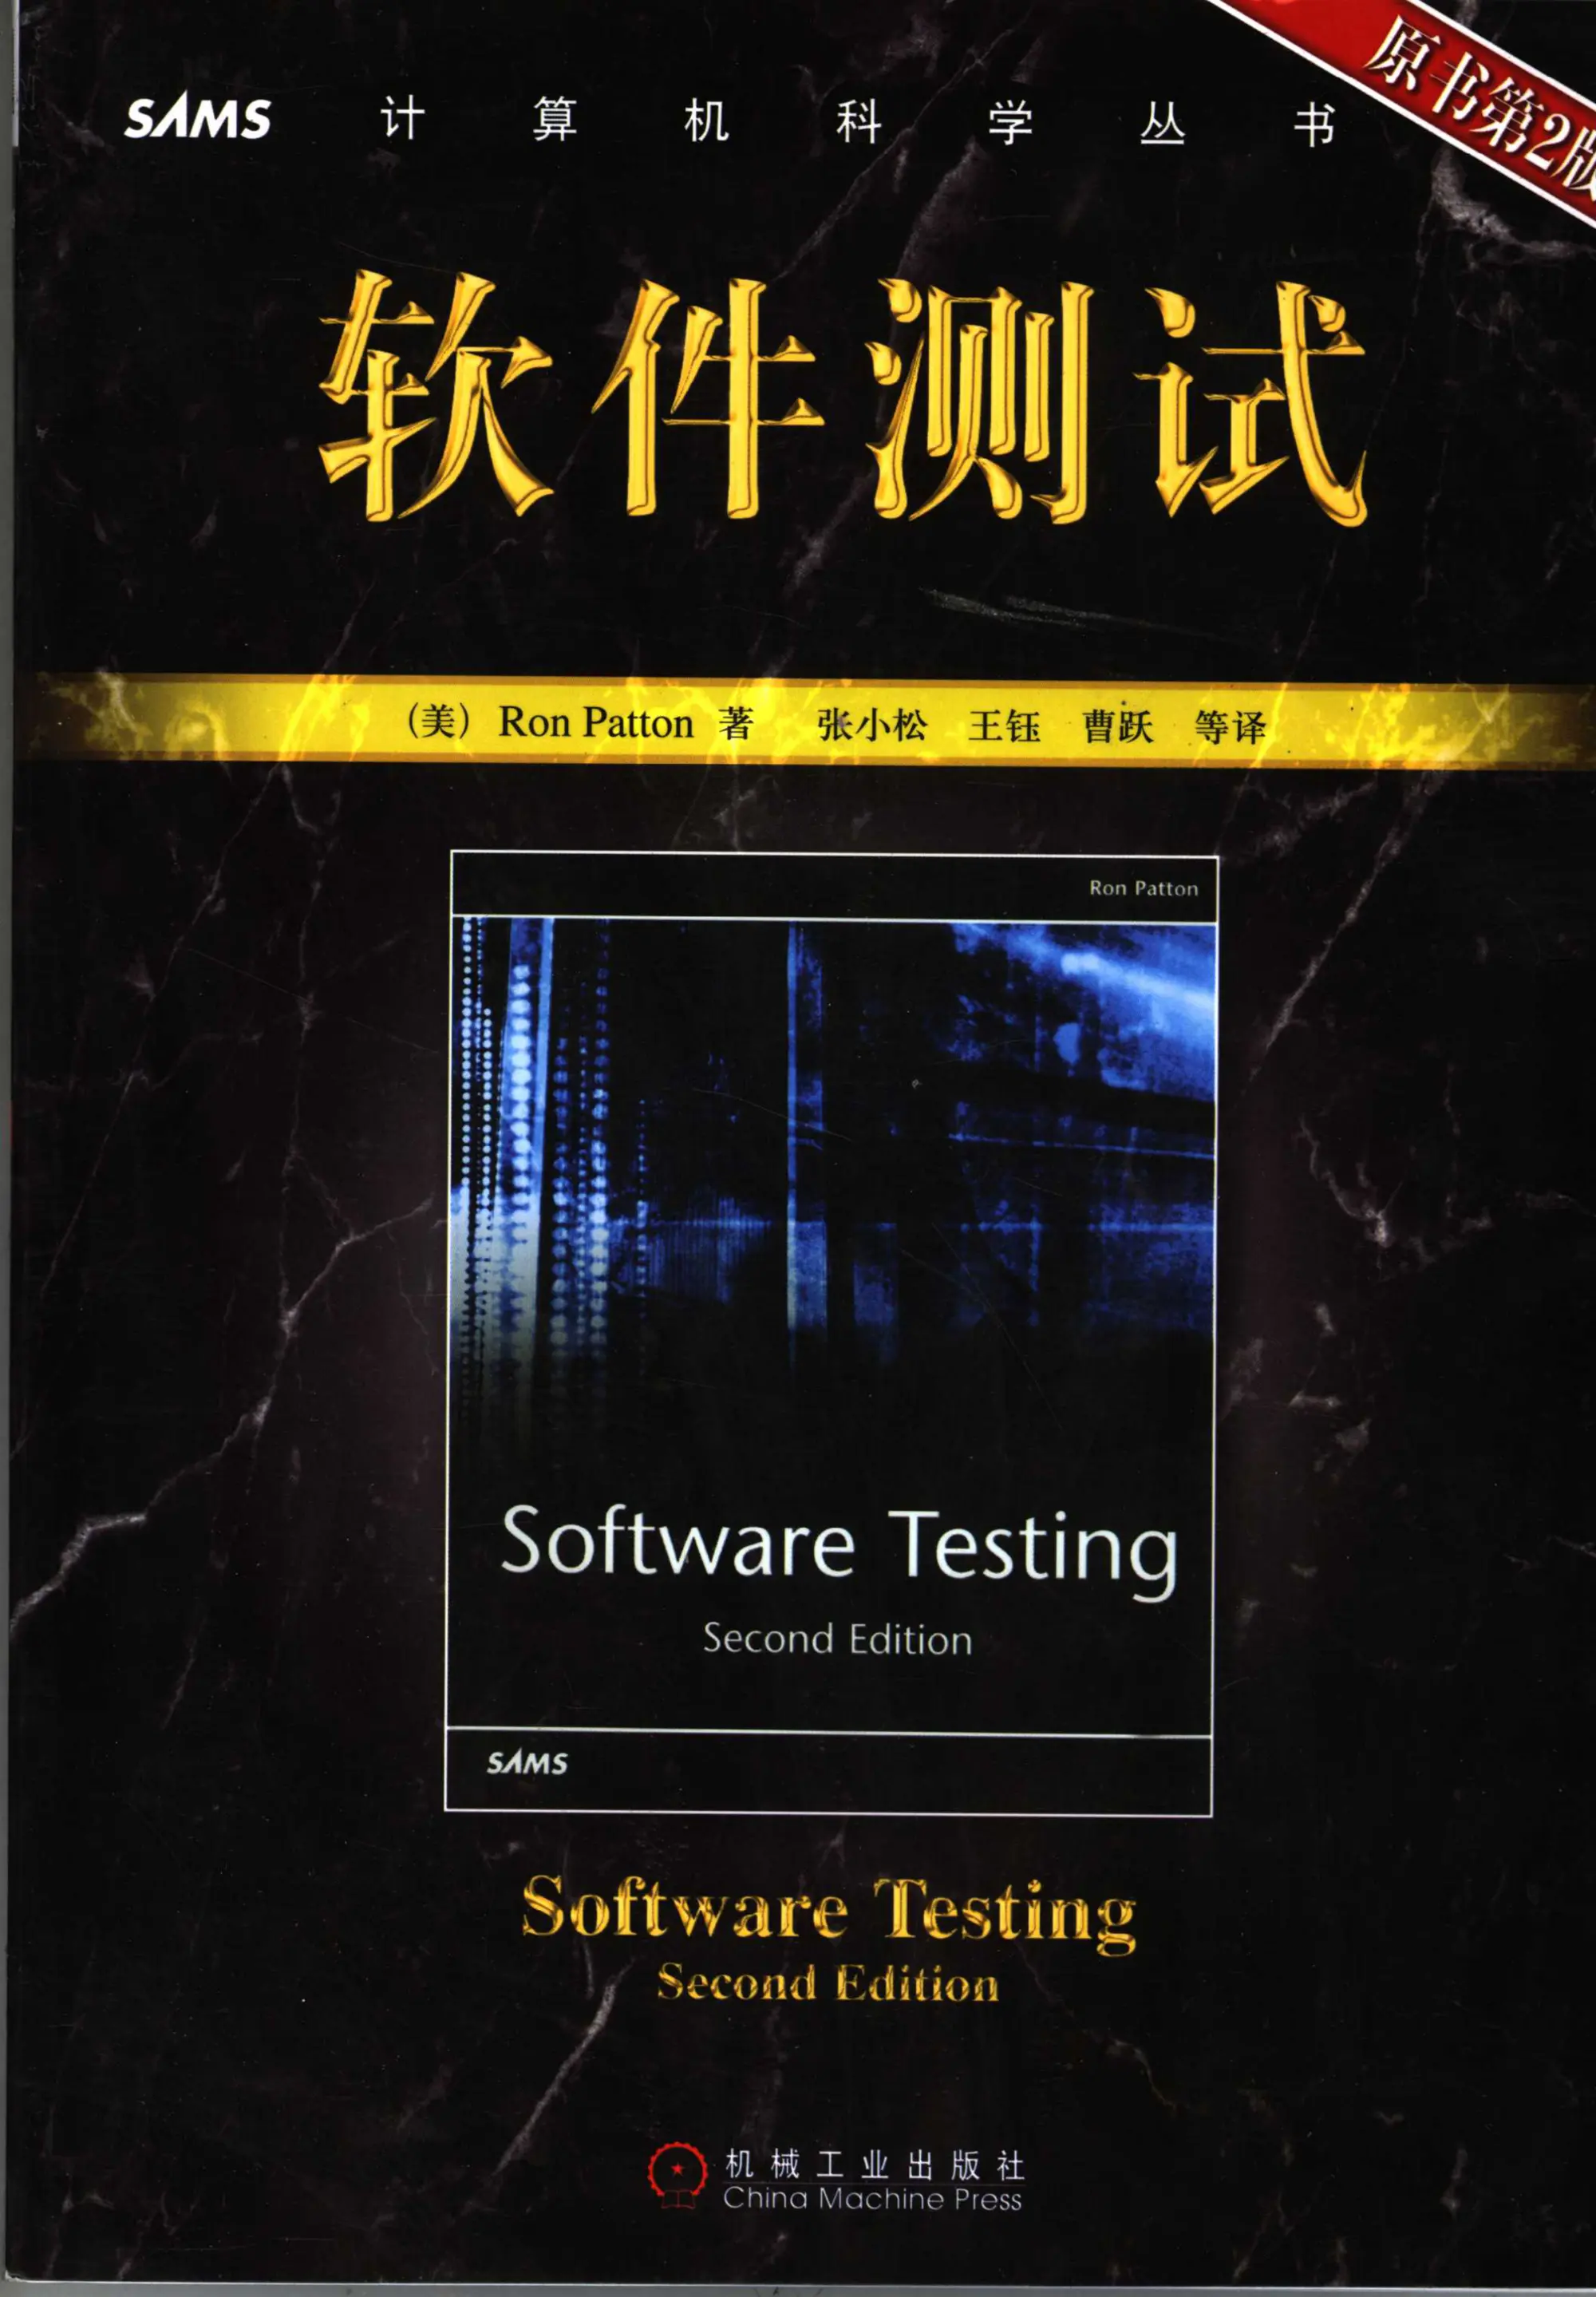 原书第2版
SAMS 计算机科学丛书
软件测试
(美) Ron Patton 著 张小松 王钰 曹跃 等译
Ron Patton
Software Testing
Second Edition
SAMS
Software Testing
Second Edition
机械工业出版社
China Machine Press